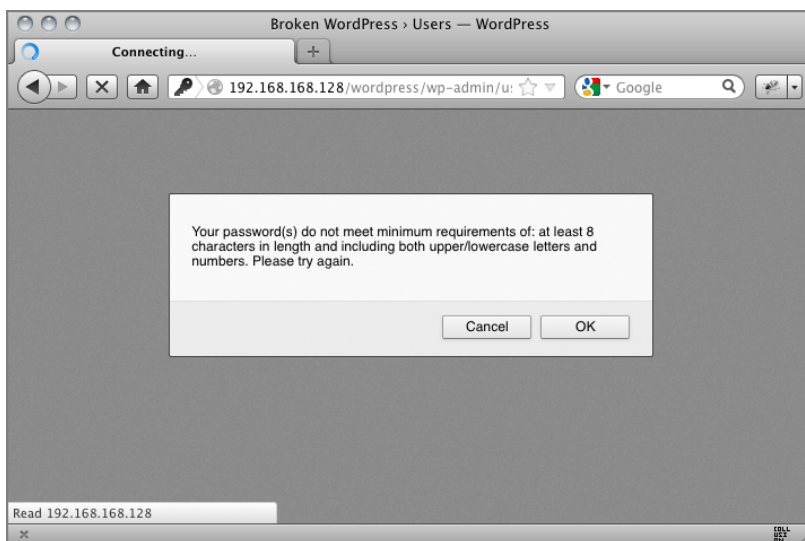 Broken WordPress › Users — WordPress
Connecting...
192.168.168.128/wordpress/wp-admin/u:
Google
Your password(s) do not meet minimum requirements of: at least 8
characters in length and including both upper/lowercase letters and
numbers. Please try again.
Cancel
OK
Read 192.168.168.128
COLL
USI